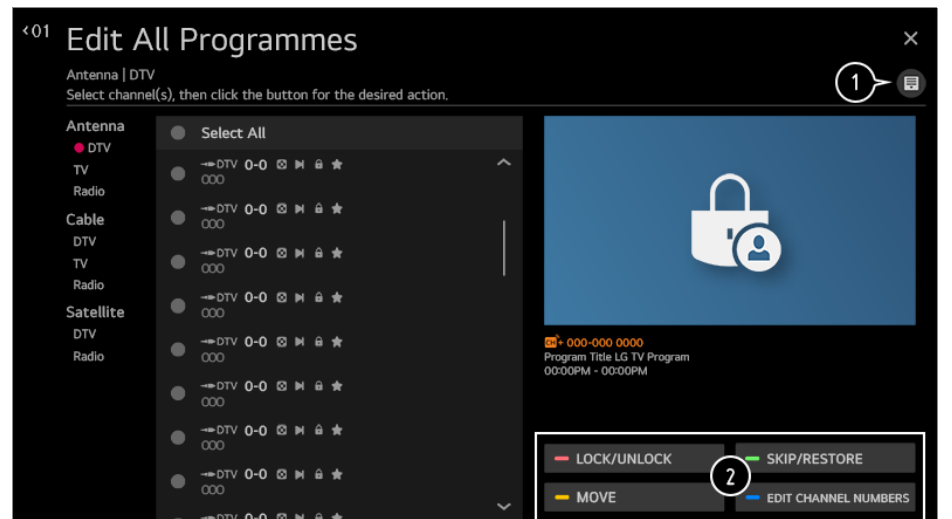 ‹01 Edit All Programmes
Antenna | DTV
Select channel(s), then click the button for the desired action.
1
Antenna
DTV
TV
Radio
Cable
DTV
TV
Radio
Satellite
DTV
Radio
Select All
DTV 0-0
000
DTV 0-0
000
DTV 0-0
000
DTV 0-0
000
DTV 0-0
000
DTV 0-0
000
DTV 0-0
000
DTV 0-0
000
DTV 0-0
CH + 000-000 0000
Program Title LG TV Program
00:00PM - 00:00PM
LOCK/UNLOCK
SKIP/RESTORE
2
MOVE
EDIT CHANNEL NUMBERS